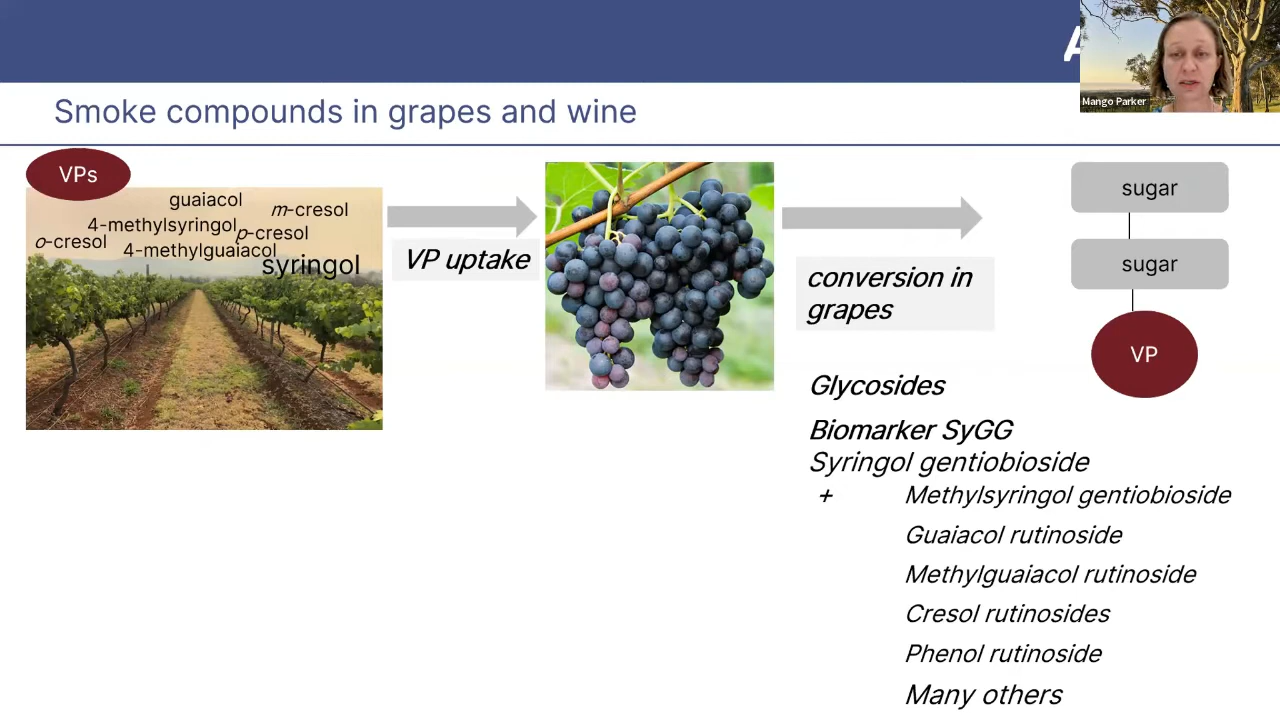 A
Mango Parker
Smoke compounds in grapes and wine
VPs
guaiacol
m-cresol
4-methylsyringol
p-cresol
o-cresol
4-methylguaiacol
syringol
VP uptake
conversion in
grapes
sugar
sugar
VP
Glycosides
Biomarker SyGG
Syringol gentiobioside
+ Methylsyringol gentiobioside
Guaiacol rutinoside
Methylguaiacol rutinoside
Cresol rutinosides
Phenol rutinoside
Many others